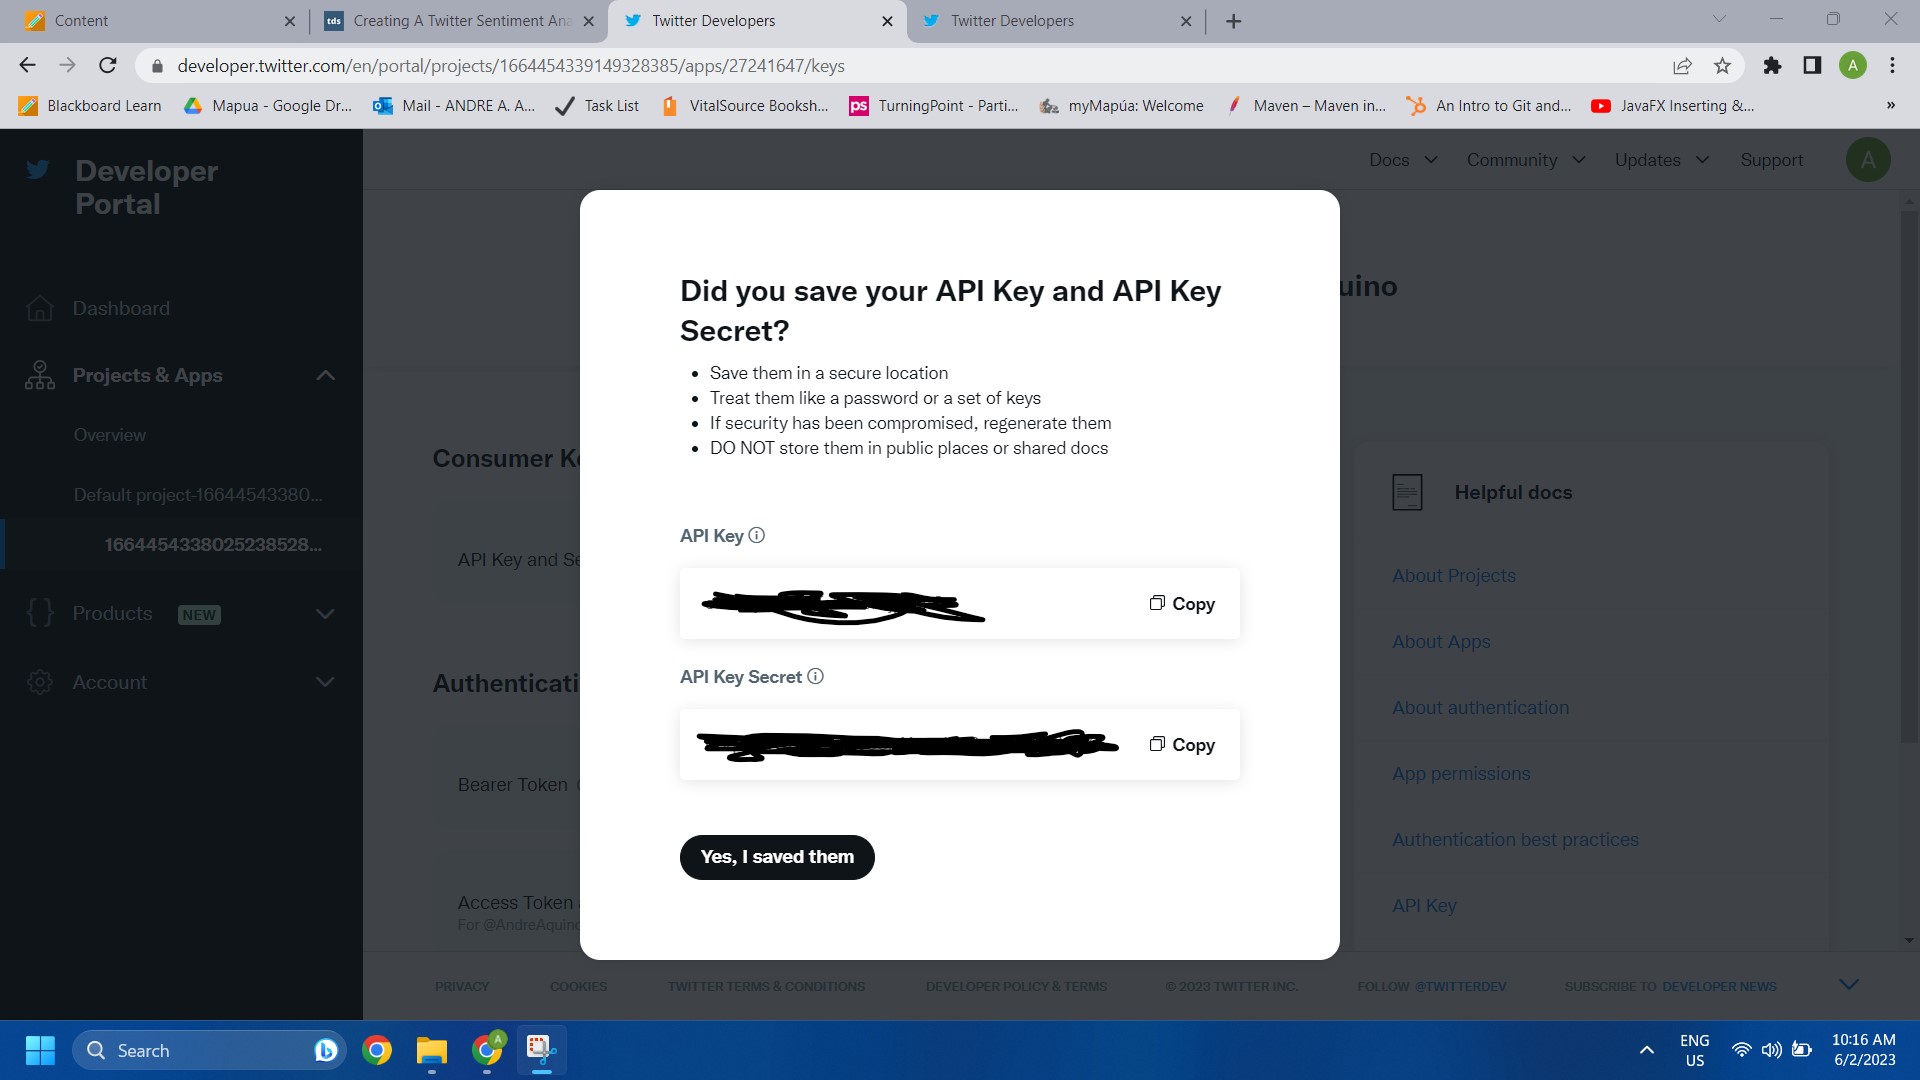 Content
Creating A Twitter Sentiment Ana
Twitter Developers
Twitter Developers
developer.twitter.com/en/portal/projects/1664454339149328385/apps/27241647/keys
A
Blackboard Learn
Mapua - Google Dr...
Mail - ANDRE A. A...
Task List
VitalSource Booksh...
TurningPoint - Parti...
myMapúa: Welcome
Maven – Maven in...
An Intro to Git and...
JavaFX Inserting &...
»
Developer
Portal
Docs
Community
Updates
Support
A
Dashboard
Projects & Apps
Overview
Default project-16644543380...
1664454338025238528...
Products NEW
Account
uino
Consumer Ke
API Key and Se
Authenticati
Bearer Token
Access Token
For @AndreAquino
Did you save your API Key and API Key
Secret?
• Save them in a secure location
• Treat them like a password or a set of keys
• If security has been compromised, regenerate them
• DO NOT store them in public places or shared docs
API Key
Copy
API Key Secret
Copy
Yes, I saved them
Helpful docs
About Projects
About Apps
About authentication
App permissions
Authentication best practices
API Key
PRIVACY
COOKIES
TWITTER TERMS & CONDITIONS
DEVELOPER POLICY & TERMS
© 2023 TWITTER INC.
FOLLOW @TWITTERDEV
SUBSCRIBE TO DEVELOPER NEWS
Search
ENG
US
10:16 AM
6/2/2023